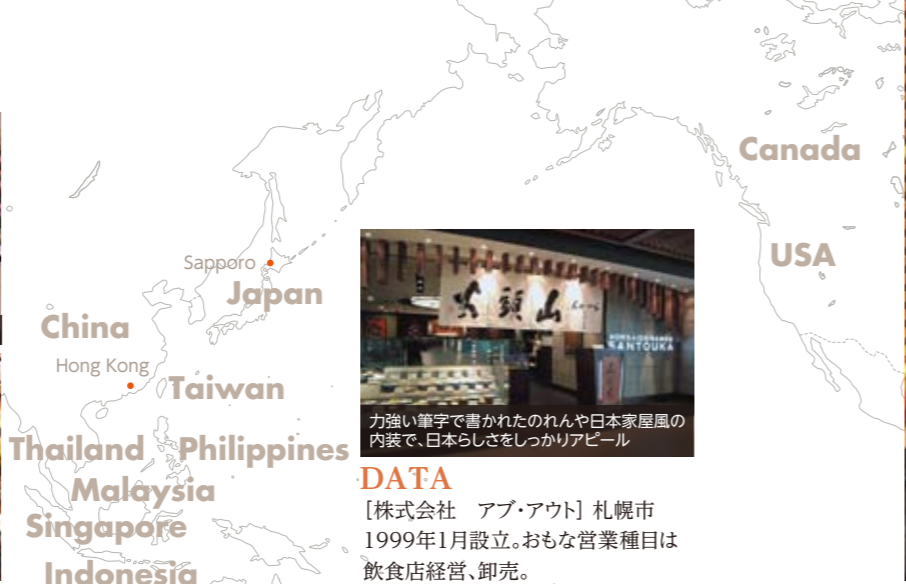 Canada
USA
Sapporo
Japan
China
Hong Kong
Taiwan
Thailand
Philippines
Malaysia
Singapore
Indonesia
頭山
SANTOUKA
力強い筆字で書かれたのれんや日本家屋風の
内装で、日本らしさをしっかりアピール
DATA
[株式会社　アブ・アウト] 札幌市
1999年1月設立。おもな営業種目は
飲食店経営、卸売。